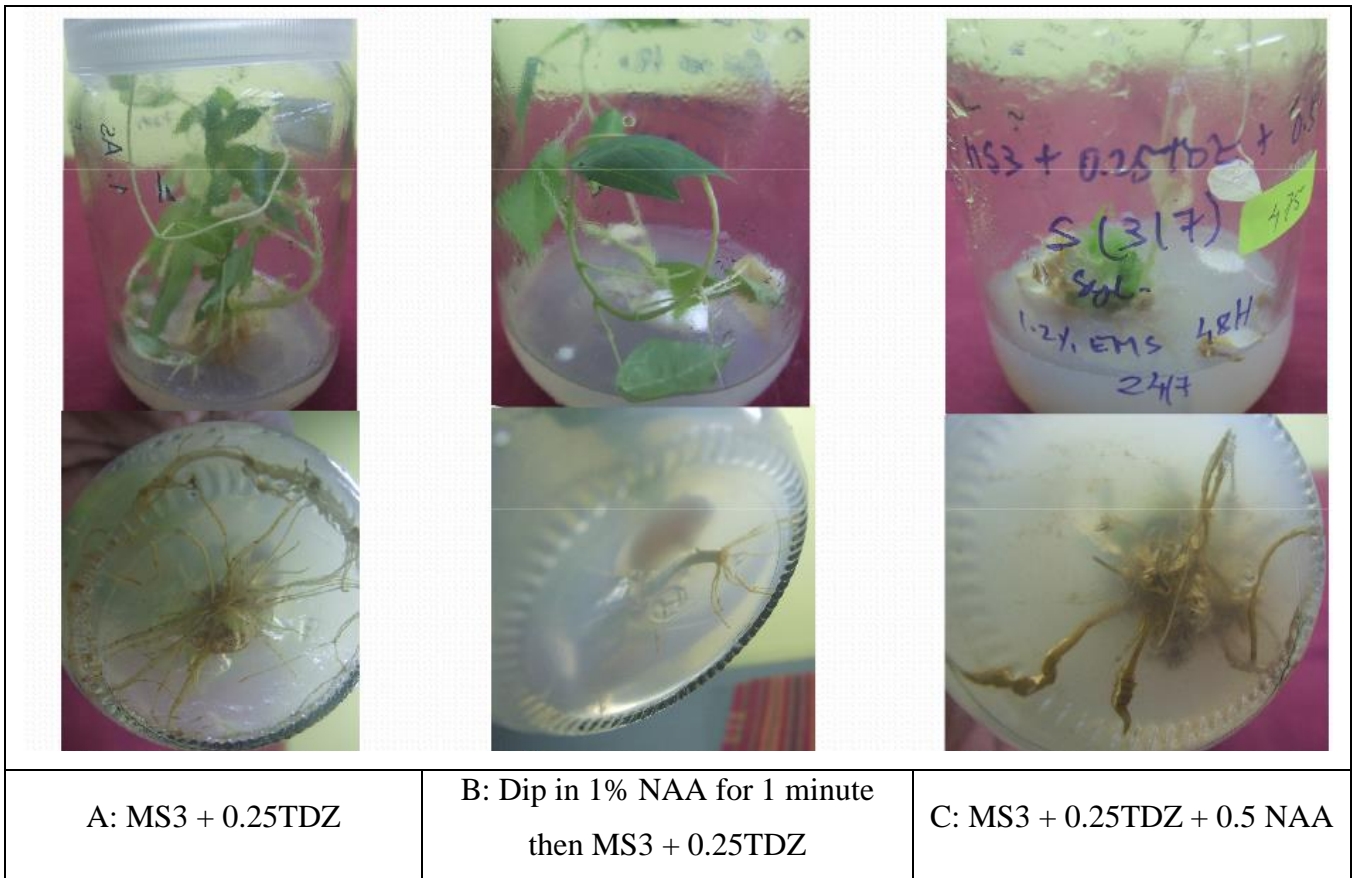 MS3 + 0.25TDZ + 0.5
S (3/7)
475
1.2% EMS 48H
24/7
A: MS3 + 0.25TDZ
B: Dip in 1% NAA for 1 minute
then MS3 + 0.25TDZ
C: MS3 + 0.25TDZ + 0.5 NAA